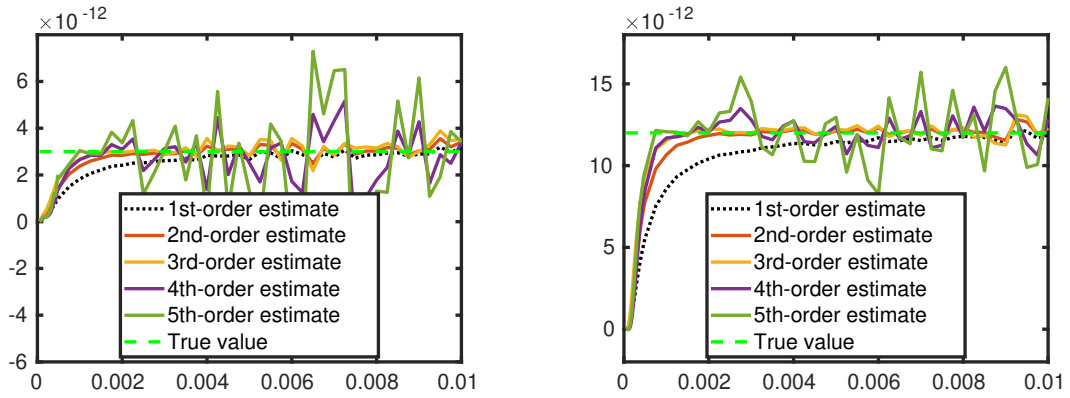 ×10⁻¹²
6
4
2
0
-2
-4
-6
0
0.002
0.004
0.006
0.008
0.01
1st-order estimate
2nd-order estimate
3rd-order estimate
4th-order estimate
5th-order estimate
True value
×10⁻¹²
15
10
5
0
0
0.002
0.004
0.006
0.008
0.01
1st-order estimate
2nd-order estimate
3rd-order estimate
4th-order estimate
5th-order estimate
True value